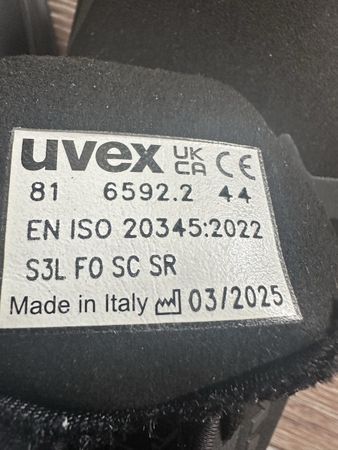 uvex UK CA CE
81 6592.2 44
EN ISO 20345:2022
S3L FO SC SR
Made in Italy 03/2025